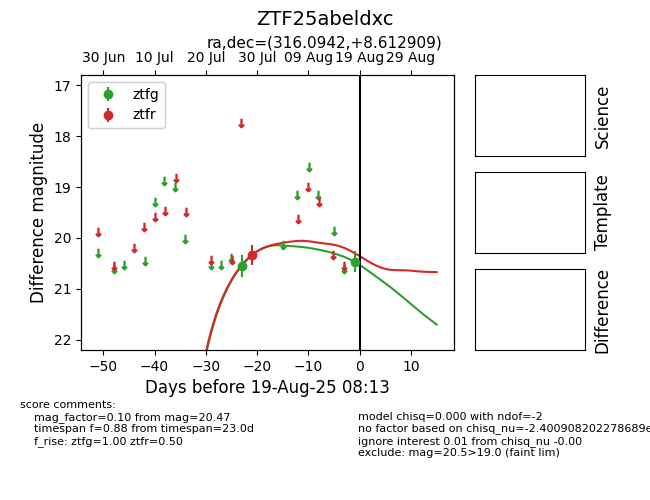 ZTF25abeldxc
ra,dec=(316.0942,+8.612909)
30 Jun 10 Jul 20 Jul 30 Jul 09 Aug 19 Aug 29 Aug
ztfg
ztfr
17
18
19
20
21
22
Difference magnitude
−50 −40 −30 −20 −10 0 10
Days before 19-Aug-25 08:13
Science
Template
Difference
score comments:
mag_factor=0.10 from mag=20.47
timespan f=0.88 from timespan=23.0d
f_rise: ztfg=1.00 ztfr=0.50
model chisq=0.000 with ndof=-2
no factor based on chisq_nu=-2.400908202278689e
ignore interest 0.01 from chisq_nu -0.00
exclude: mag=20.5>19.0 (faint lim)